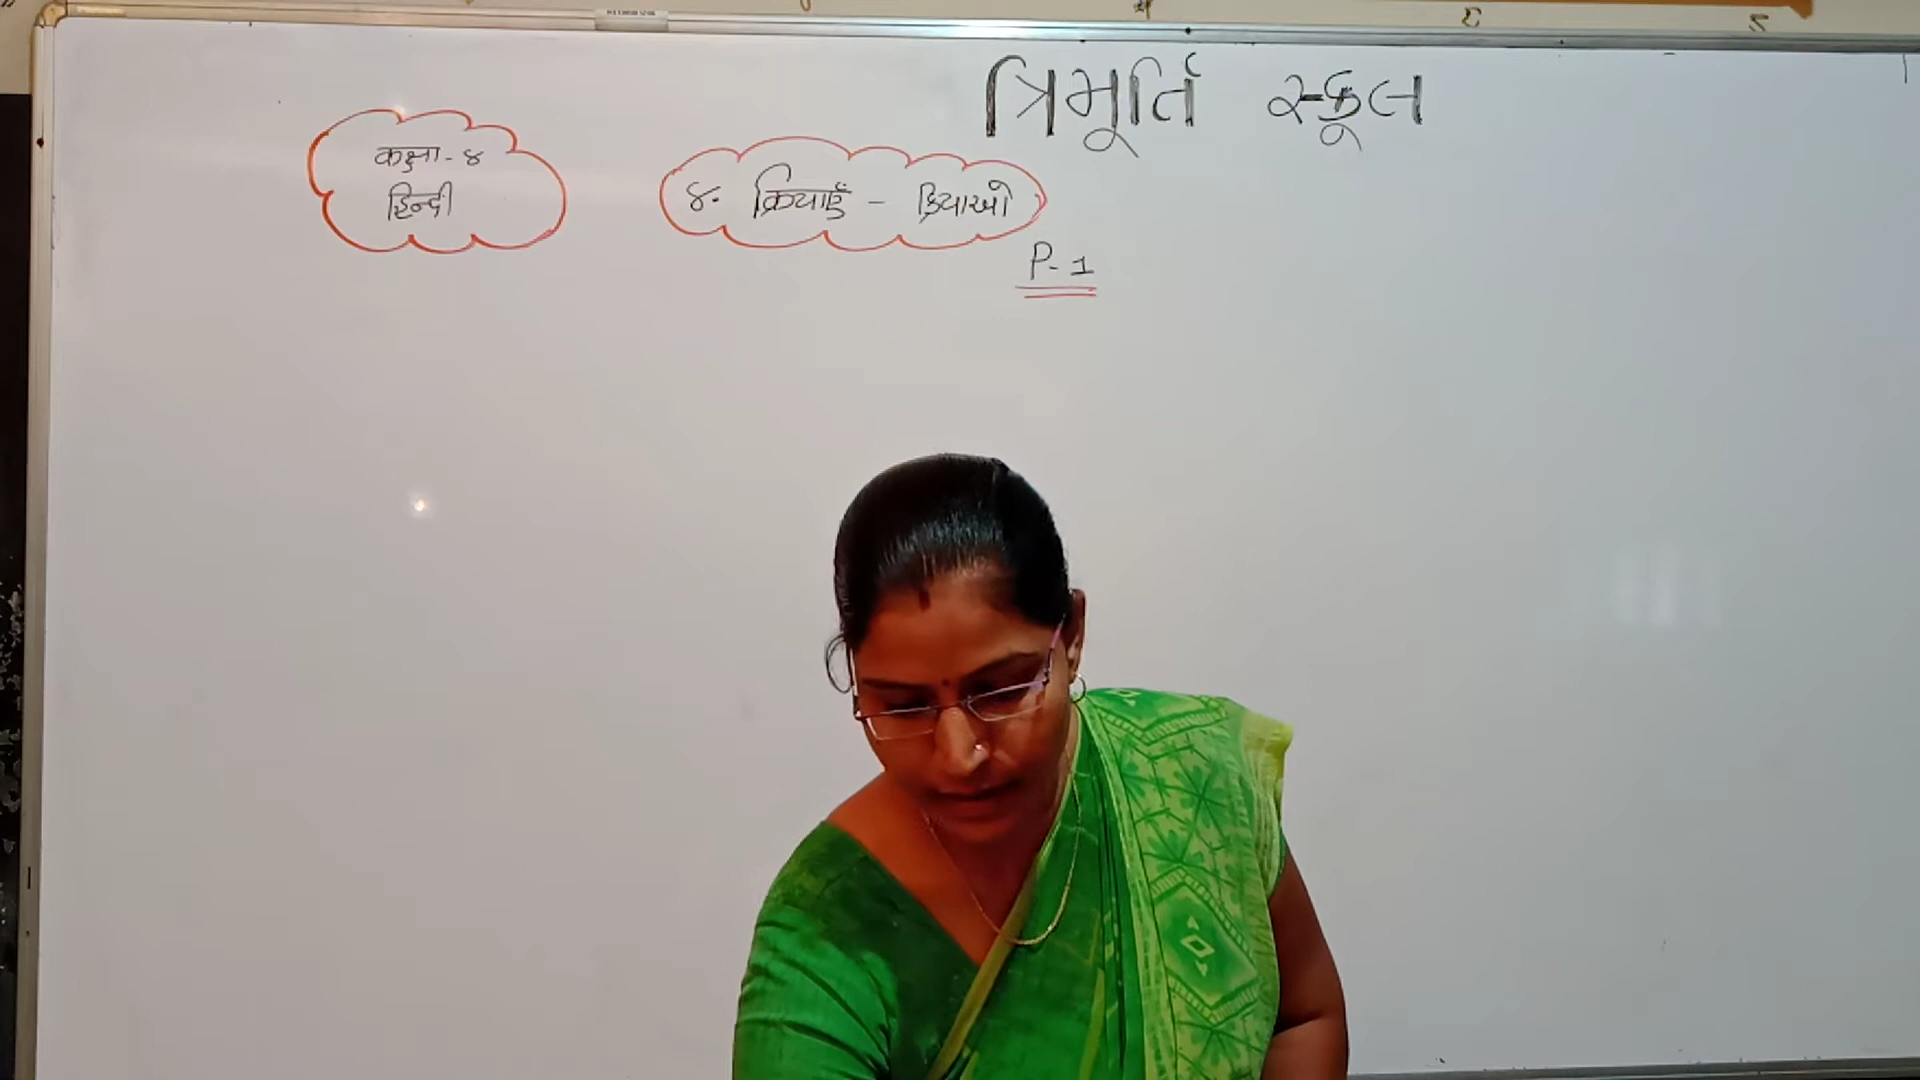 ત્રિમૂર્તિ સ્કૂલ
कक्षा - ४
हिन्दी
४. क्रियाएँ - ક્રિયાઓ
P-1